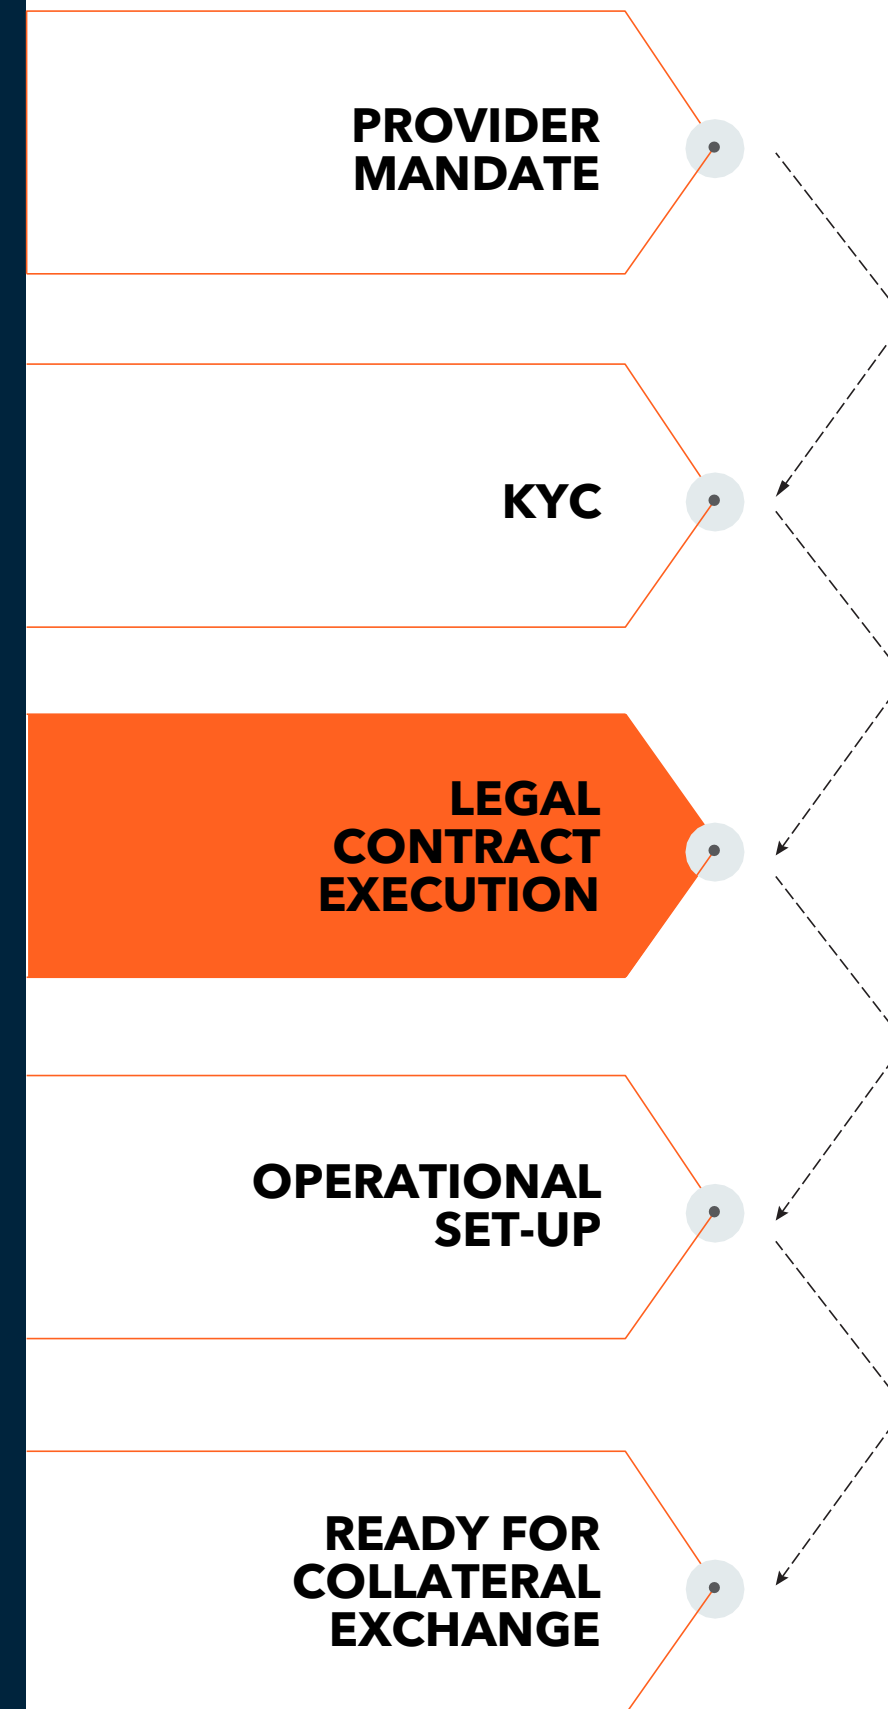 PROVIDER
MANDATE
KYC
LEGAL
CONTRACT
EXECUTION
OPERATIONAL
SET-UP
READY FOR
COLLATERAL
EXCHANGE